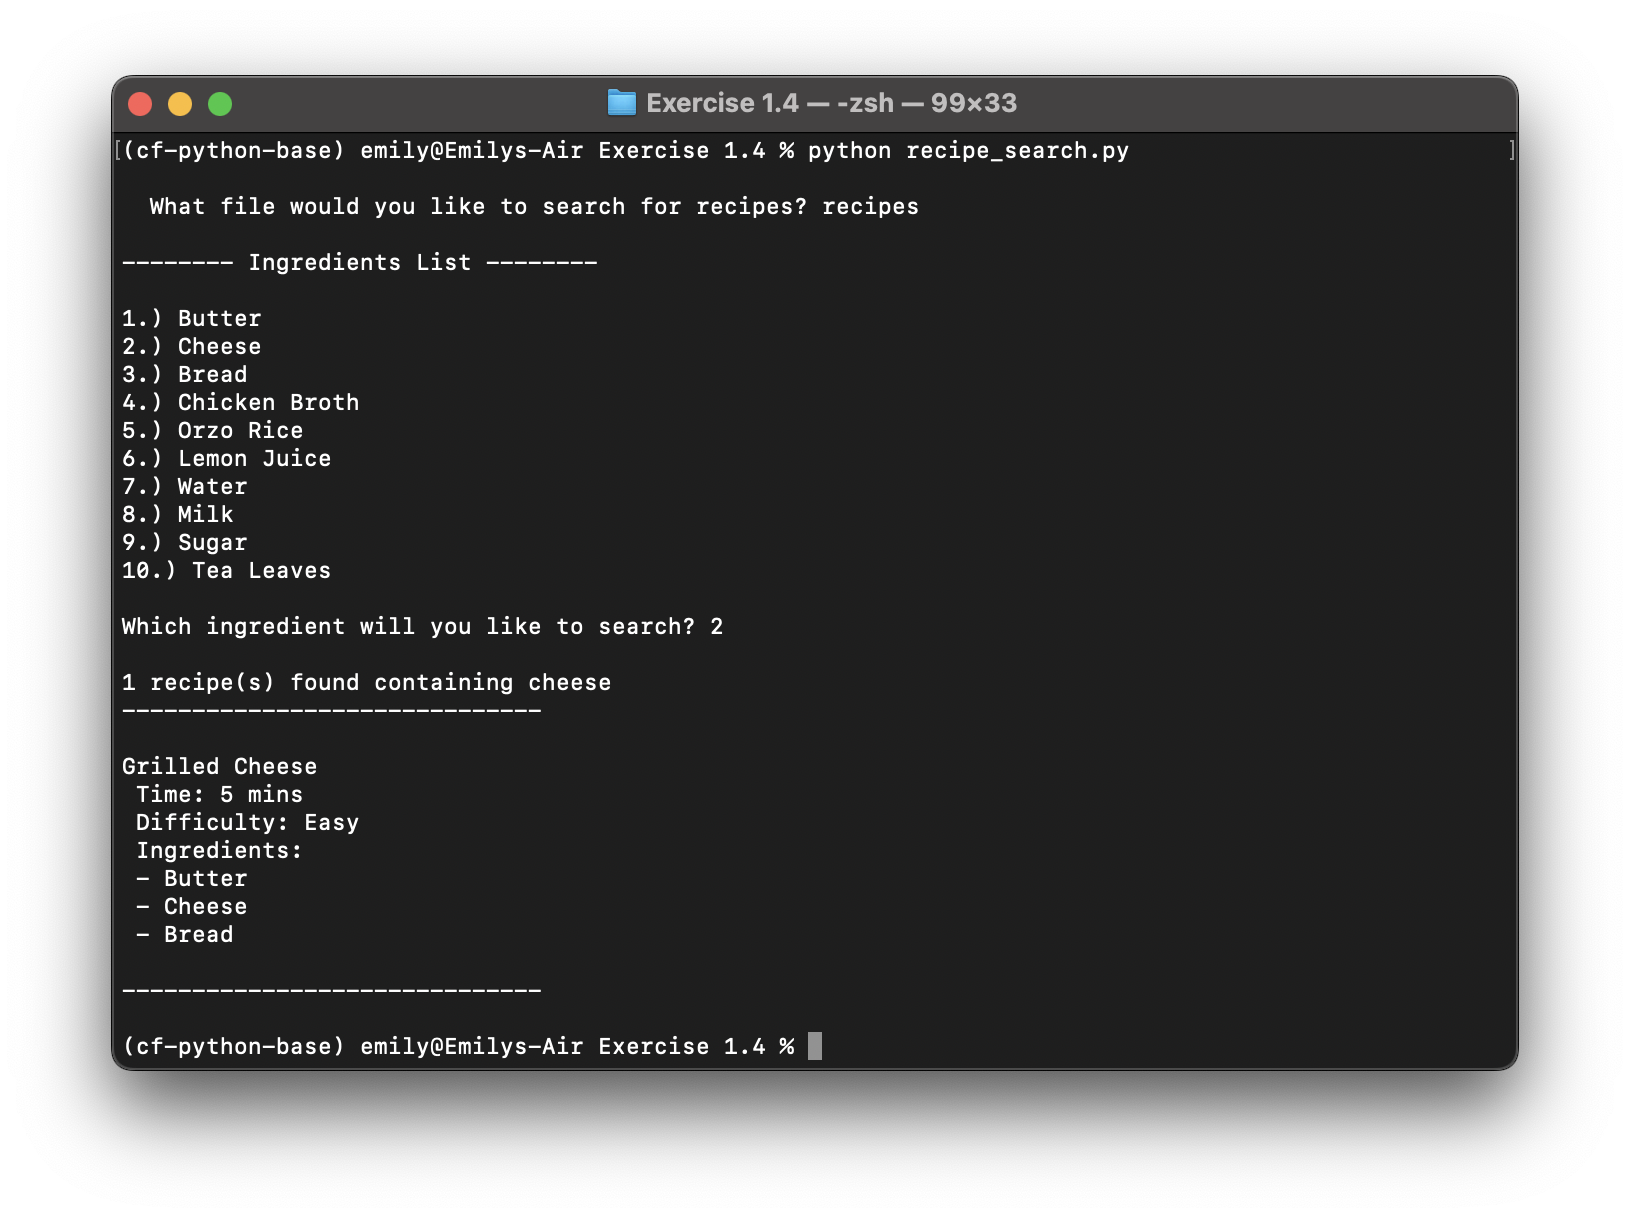 Exercise 1.4 — -zsh — 99×33
[(cf-python-base) emily@Emilys-Air Exercise 1.4 % python recipe_search.py ]
What file would you like to search for recipes? recipes
-------- Ingredients List --------
1.) Butter
2.) Cheese
3.) Bread
4.) Chicken Broth
5.) Orzo Rice
6.) Lemon Juice
7.) Water
8.) Milk
9.) Sugar
10.) Tea Leaves
Which ingredient will you like to search? 2
1 recipe(s) found containing cheese
------------------------------
Grilled Cheese
Time: 5 mins
Difficulty: Easy
Ingredients:
- Butter
- Cheese
- Bread
------------------------------
(cf-python-base) emily@Emilys-Air Exercise 1.4 %